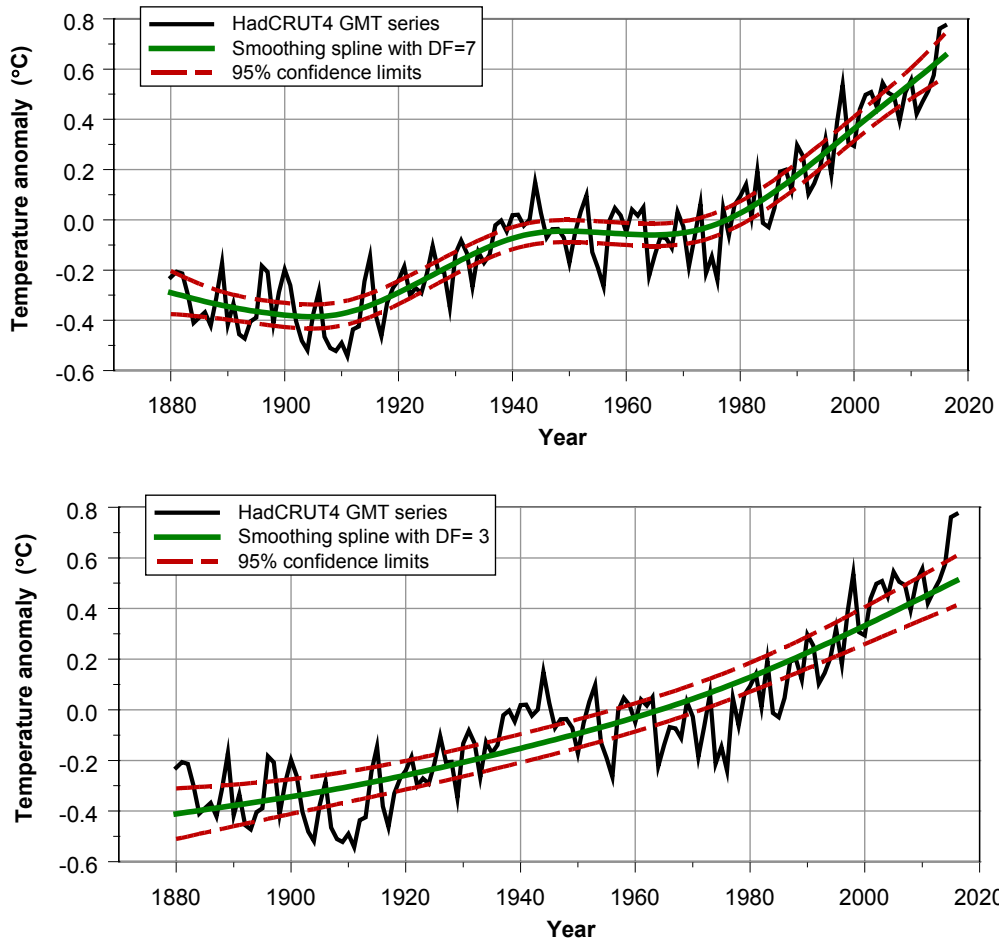 HadCRUT4 GMT series
Smoothing spline with DF=7
95% confidence limits
Temperature anomaly (°C)
0.8
0.6
0.4
0.2
0.0
-0.2
-0.4
-0.6
1880 1900 1920 1940 1960 1980 2000 2020
Year
HadCRUT4 GMT series
Smoothing spline with DF= 3
95% confidence limits
Temperature anomaly (°C)
0.8
0.6
0.4
0.2
0.0
-0.2
-0.4
-0.6
1880 1900 1920 1940 1960 1980 2000 202
Year